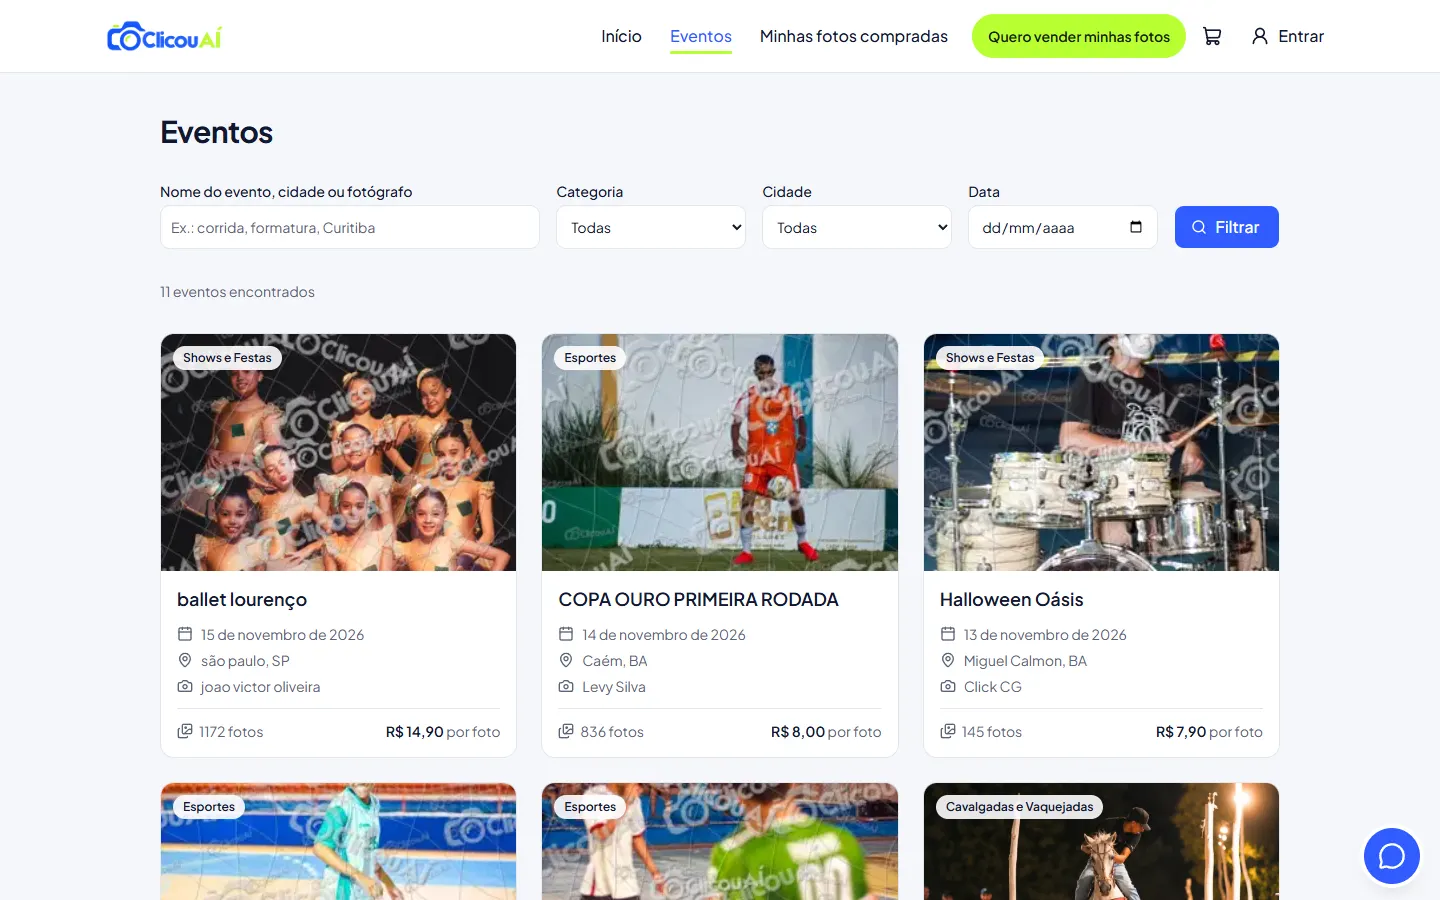 ClicouAÍ
Início
Eventos
Minhas fotos compradas
Quero vender minhas fotos
Entrar
Eventos
Nome do evento, cidade ou fotógrafo
Categoria
Cidade
Data
Ex.: corrida, formatura, Curitiba
Todas
Todas
dd/mm/aaaa
Filtrar
11 eventos encontrados
Shows e Festas
Esportes
Shows e Festas
ballet lourenço
15 de novembro de 2026
são paulo, SP
joao victor oliveira
1172 fotos
R$ 14,90 por foto
COPA OURO PRIMEIRA RODADA
14 de novembro de 2026
Caém, BA
Levy Silva
836 fotos
R$ 8,00 por foto
Halloween Oásis
13 de novembro de 2026
Miguel Calmon, BA
Click CG
145 fotos
R$ 7,90 por foto
Esportes
Esportes
Cavalgadas e Vaquejadas